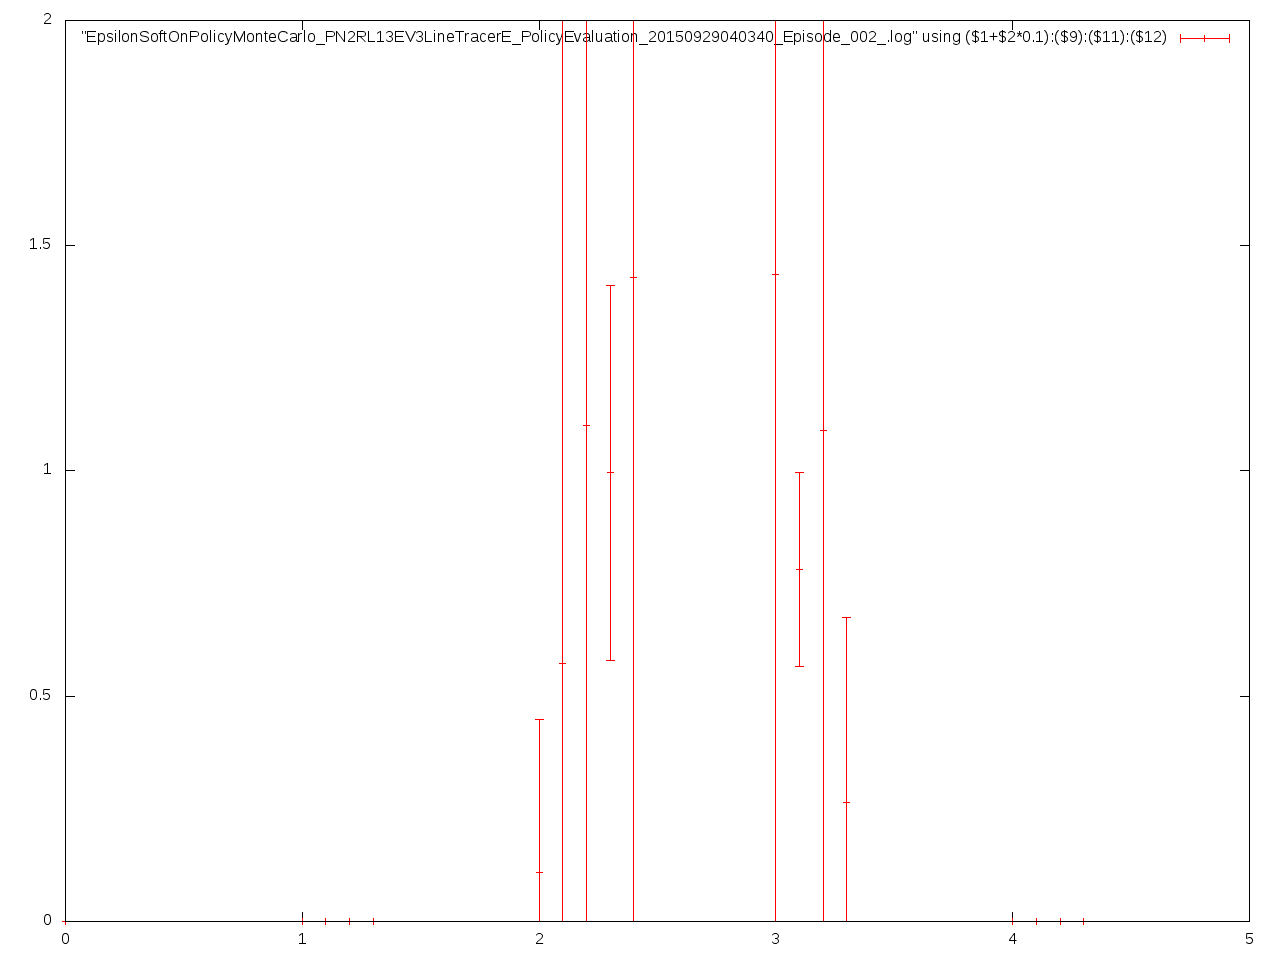 2
"EpsilonSoftOnPolicyMonteCarlo_PN2RL13EV3LineTracerE_PolicyEvaluation_20150929040340_Episode_002_.log" using ($1+$2*0.1):($9):($11):($12)
1.5
1
0.5
0
0 1 2 3 4 5